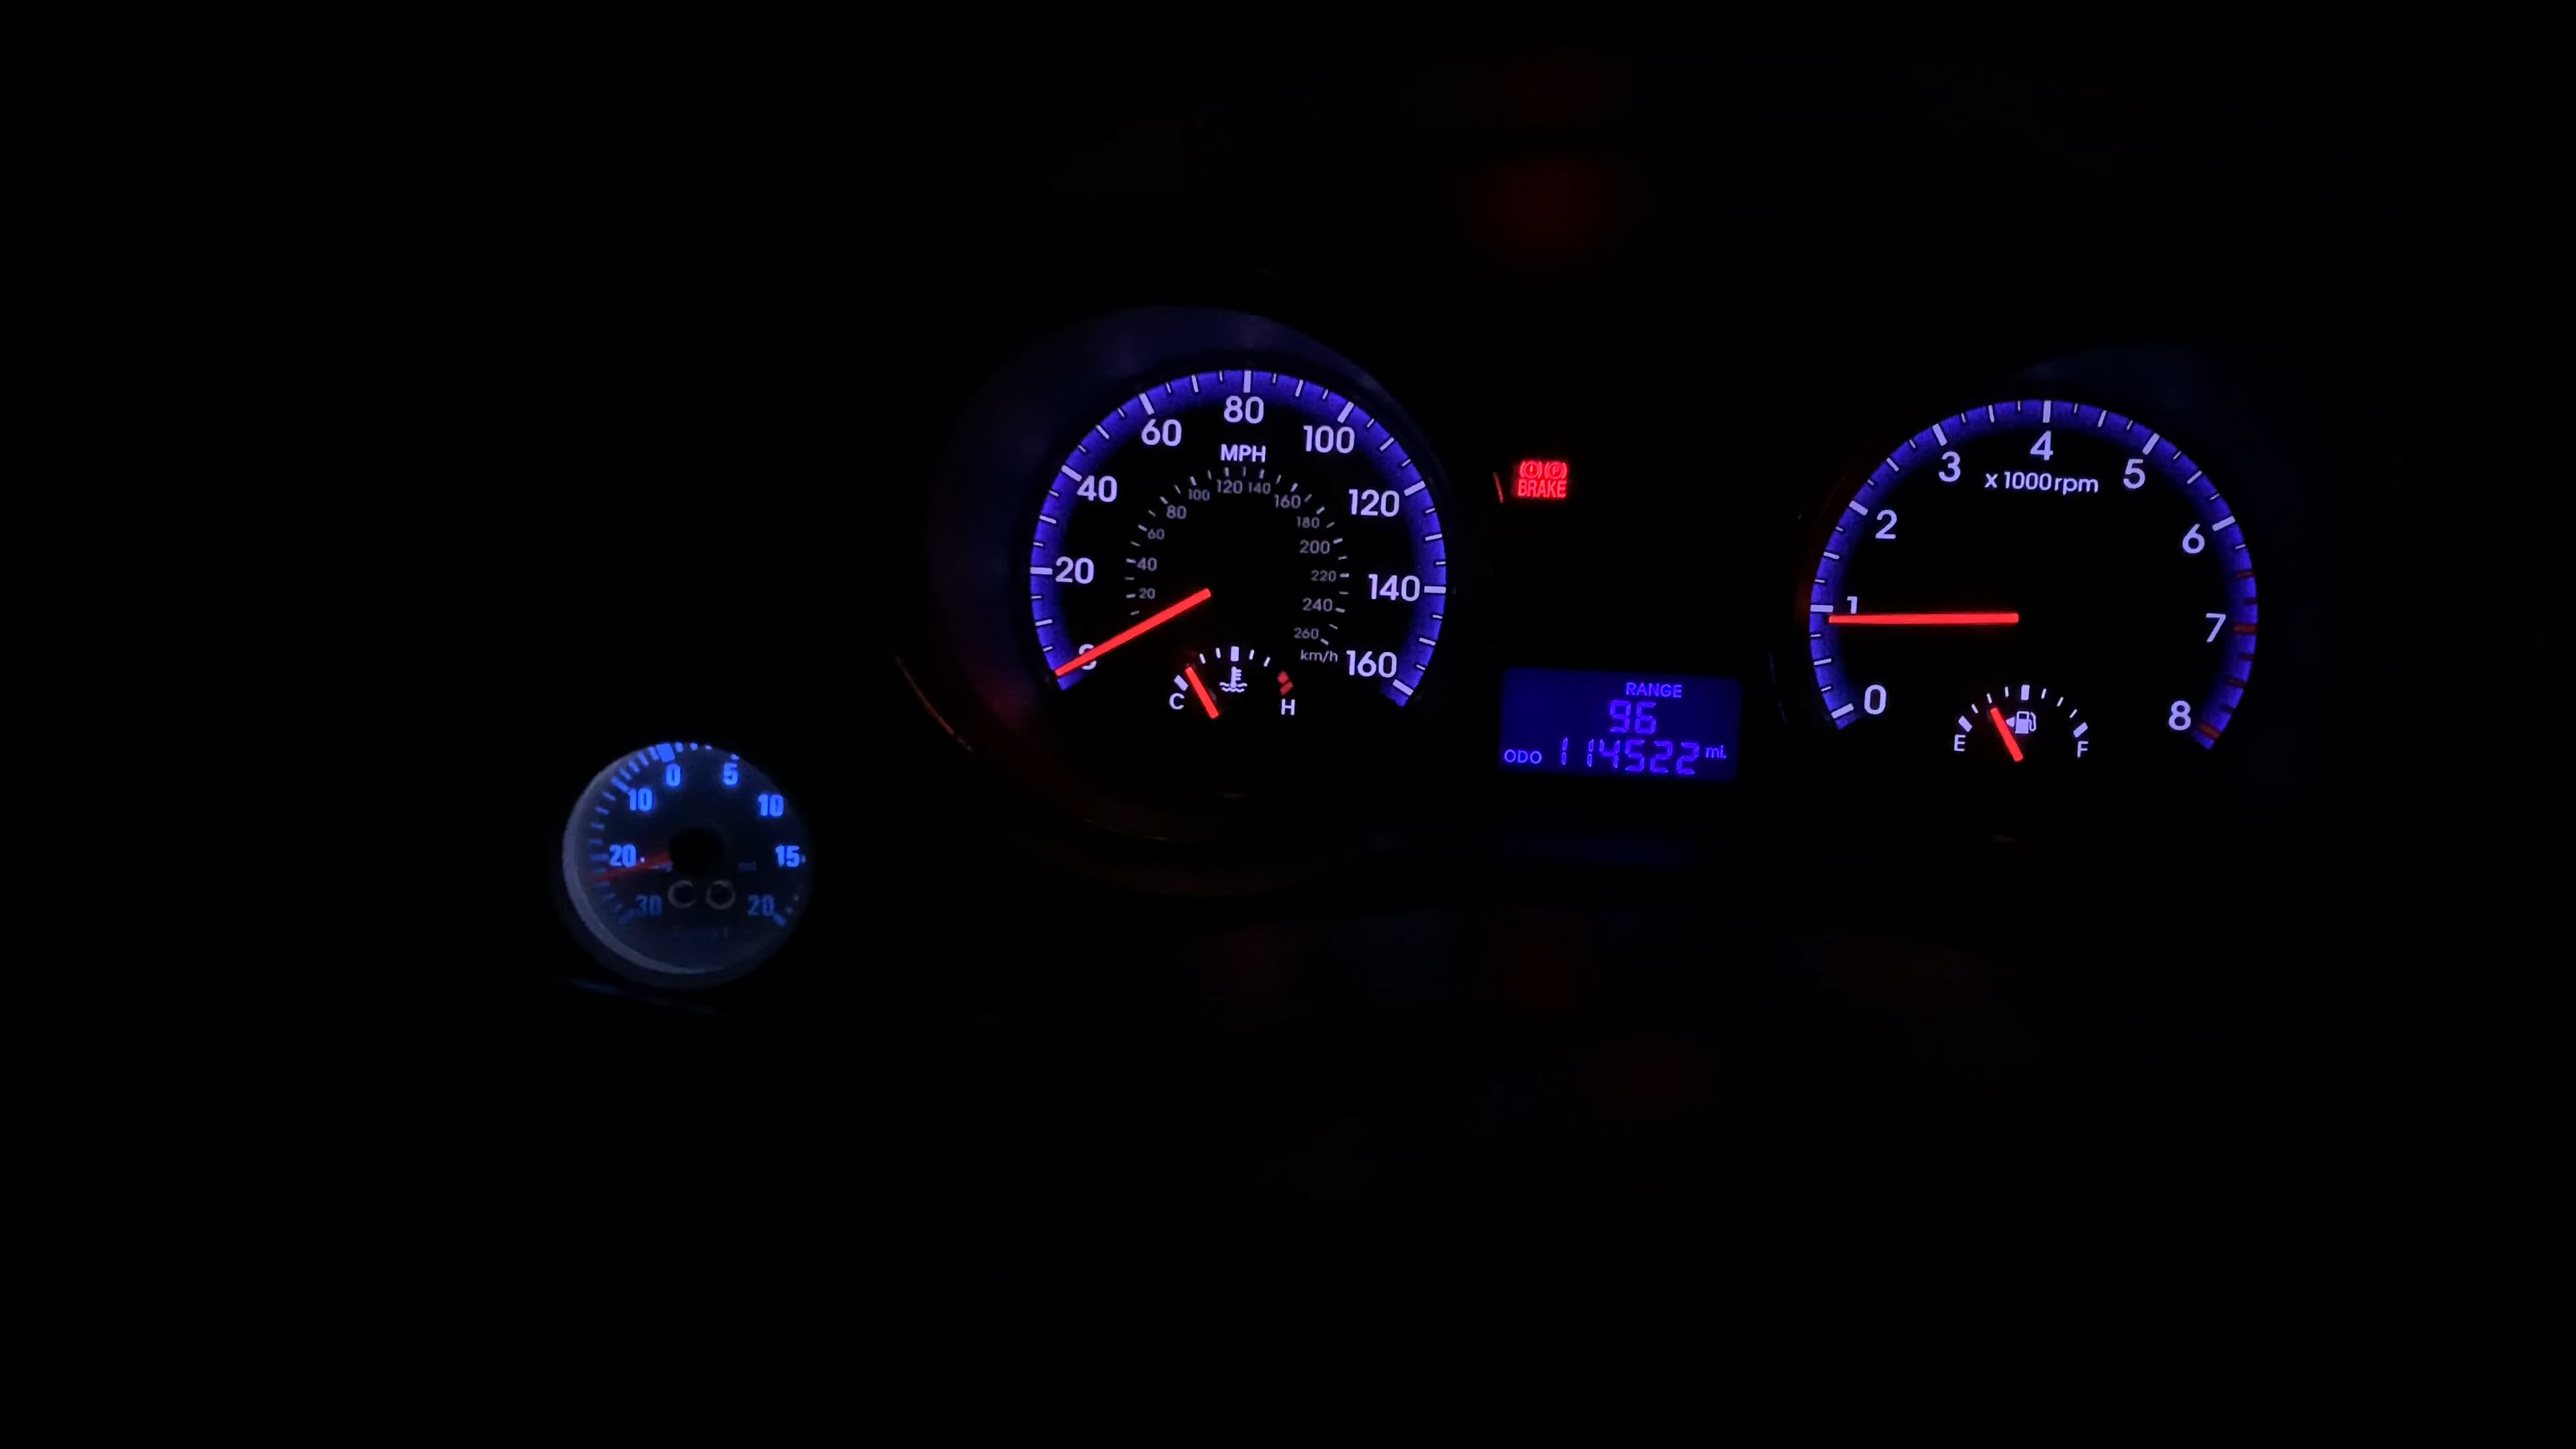 0 5 10 15 20
10 20 30
20 40 60 80 100 120 140 160
MPH
20 40 60 80 100 120 140 160 180 200 220 240 260
km/h
C H
BRAKE
RANGE
96
ODO 114522 mi.
0 1 2 3 4 5 6 7 8
x1000rpm
E F